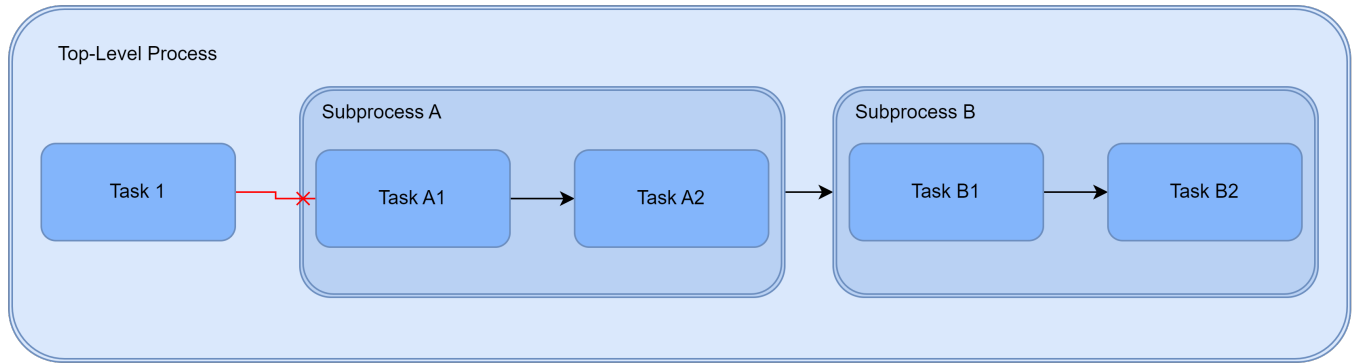 Top-Level Process
Subprocess A
Subprocess B
Task 1
Task A1
Task A2
Task B1
Task B2